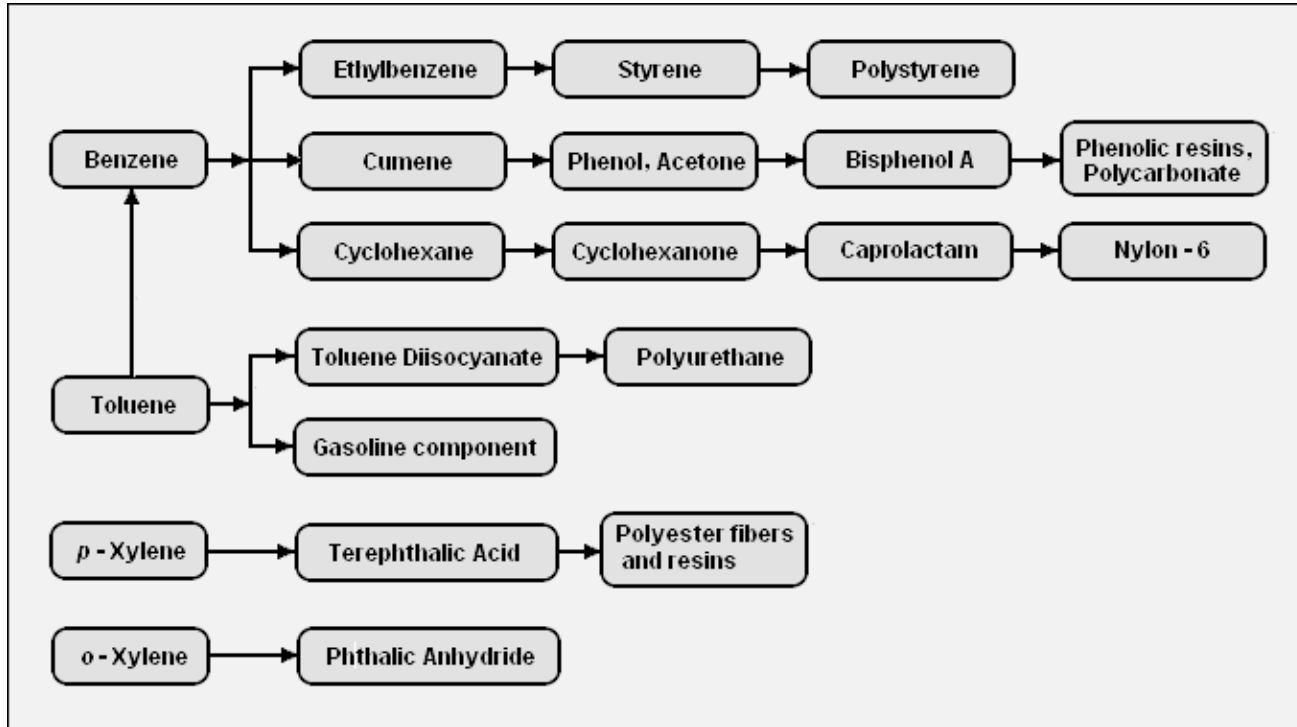 Ethylbenzene
Styrene
Polystyrene
Benzene
Cumene
Phenol, Acetone
Bisphenol A
Phenolic resins,
Polycarbonate
Cyclohexane
Cyclohexanone
Caprolactam
Nylon - 6
Toluene Diisocyanate
Polyurethane
Toluene
Gasoline component
p - Xylene
Terephthalic Acid
Polyester fibers
and resins
o - Xylene
Phthalic Anhydride